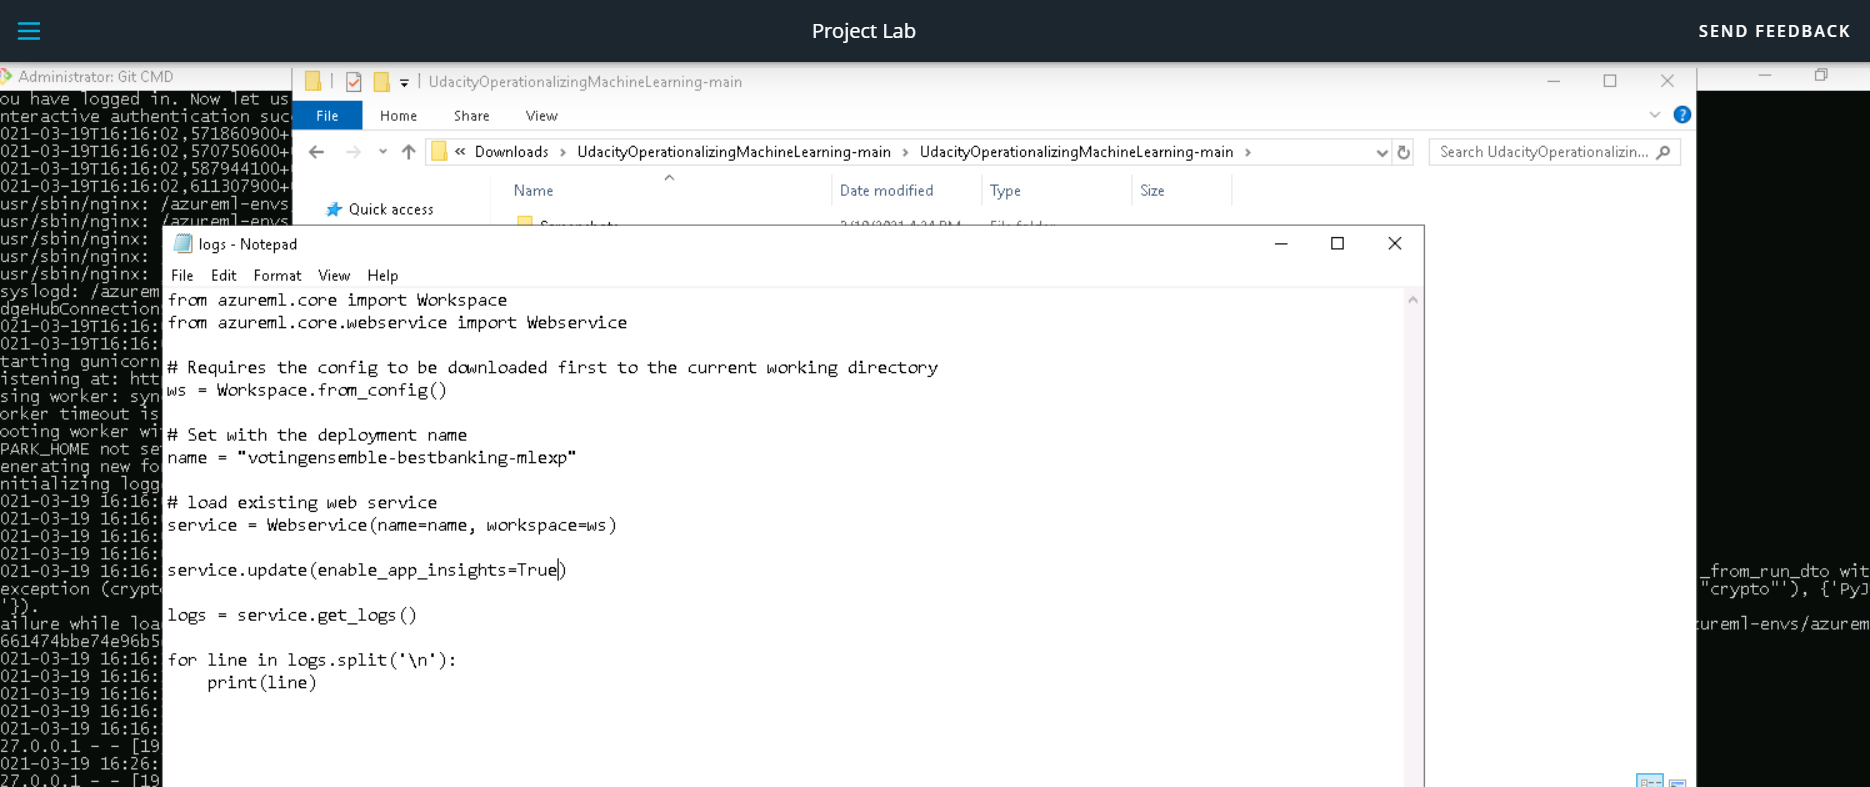 Project Lab
SEND FEEDBACK
Administrator: Git CMD
UdacityOperationalizingMachineLearning-main
File Home Share View
« Downloads › UdacityOperationalizingMachineLearning-main › UdacityOperationalizingMachineLearning-main ›
Search UdacityOperationalizin...
Name Date modified Type Size
Quick access
ou have logged in. Now let us
nteractive authentication suc
021-03-19T16:16:02,571860900+
021-03-19T16:16:02,570750600+
021-03-19T16:16:02,587944100+
021-03-19T16:16:02,611307900+
usr/sbin/nginx: /azureml-envs
usr/sbin/nginx: /azureml-envs
usr/sbin/nginx:
usr/sbin/nginx:
usr/sbin/nginx:
syslogd: /azurem
dgeHubConnection
021-03-19T16:16:
021-03-19T16:16:
tarting gunicorn
istening at: htt
sing worker: syn
orker timeout is
ooting worker wi
PARK_HOME not se
enerating new fo
nitializing logg
021-03-19 16:16:
021-03-19 16:16:
021-03-19 16:16:
021-03-19 16:16:
021-03-19 16:16:
exception (crypt
'}).
ailure while loa
661474bbe74e96b5
021-03-19 16:16:
021-03-19 16:16:
021-03-19 16:16:
021-03-19 16:16:
021-03-19 16:16:
27.0.0.1 - - [19
021-03-19 16:26:
27.0.0.1 - - [19
logs - Notepad
File Edit Format View Help
from azureml.core import Workspace
from azureml.core.webservice import Webservice
# Requires the config to be downloaded first to the current working directory
ws = Workspace.from_config()
# Set with the deployment name
name = "votingensemble-bestbanking-mlexp"
# load existing web service
service = Webservice(name=name, workspace=ws)
service.update(enable_app_insights=True)
logs = service.get_logs()
for line in logs.split('\n'):
    print(line)
_from_run_dto wit
"crypto"'), {'PyJ
zureml-envs/azurem